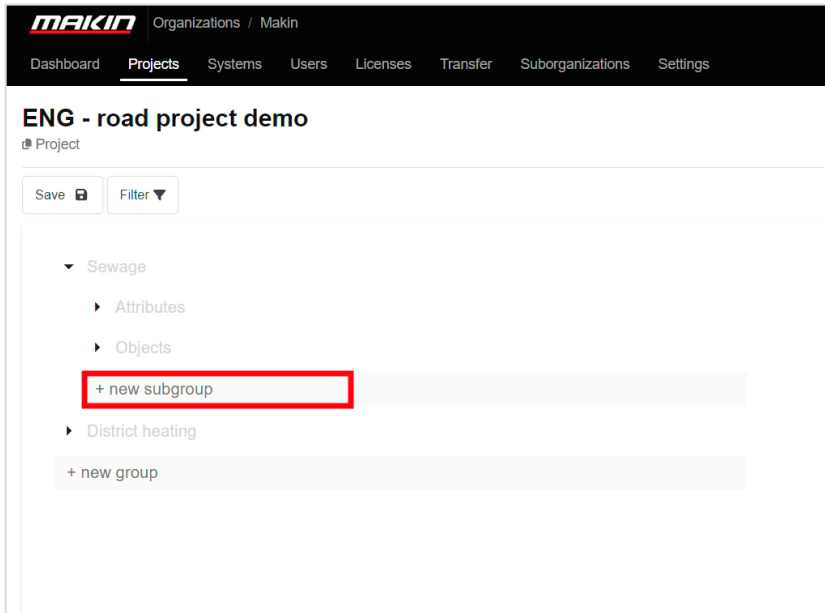 MAKIN Organizations / Makin
Dashboard Projects Systems Users Licenses Transfer Suborganizations Settings
ENG - road project demo
Project
Save Filter
Sewage
Attributes
Objects
+ new subgroup
District heating
+ new group